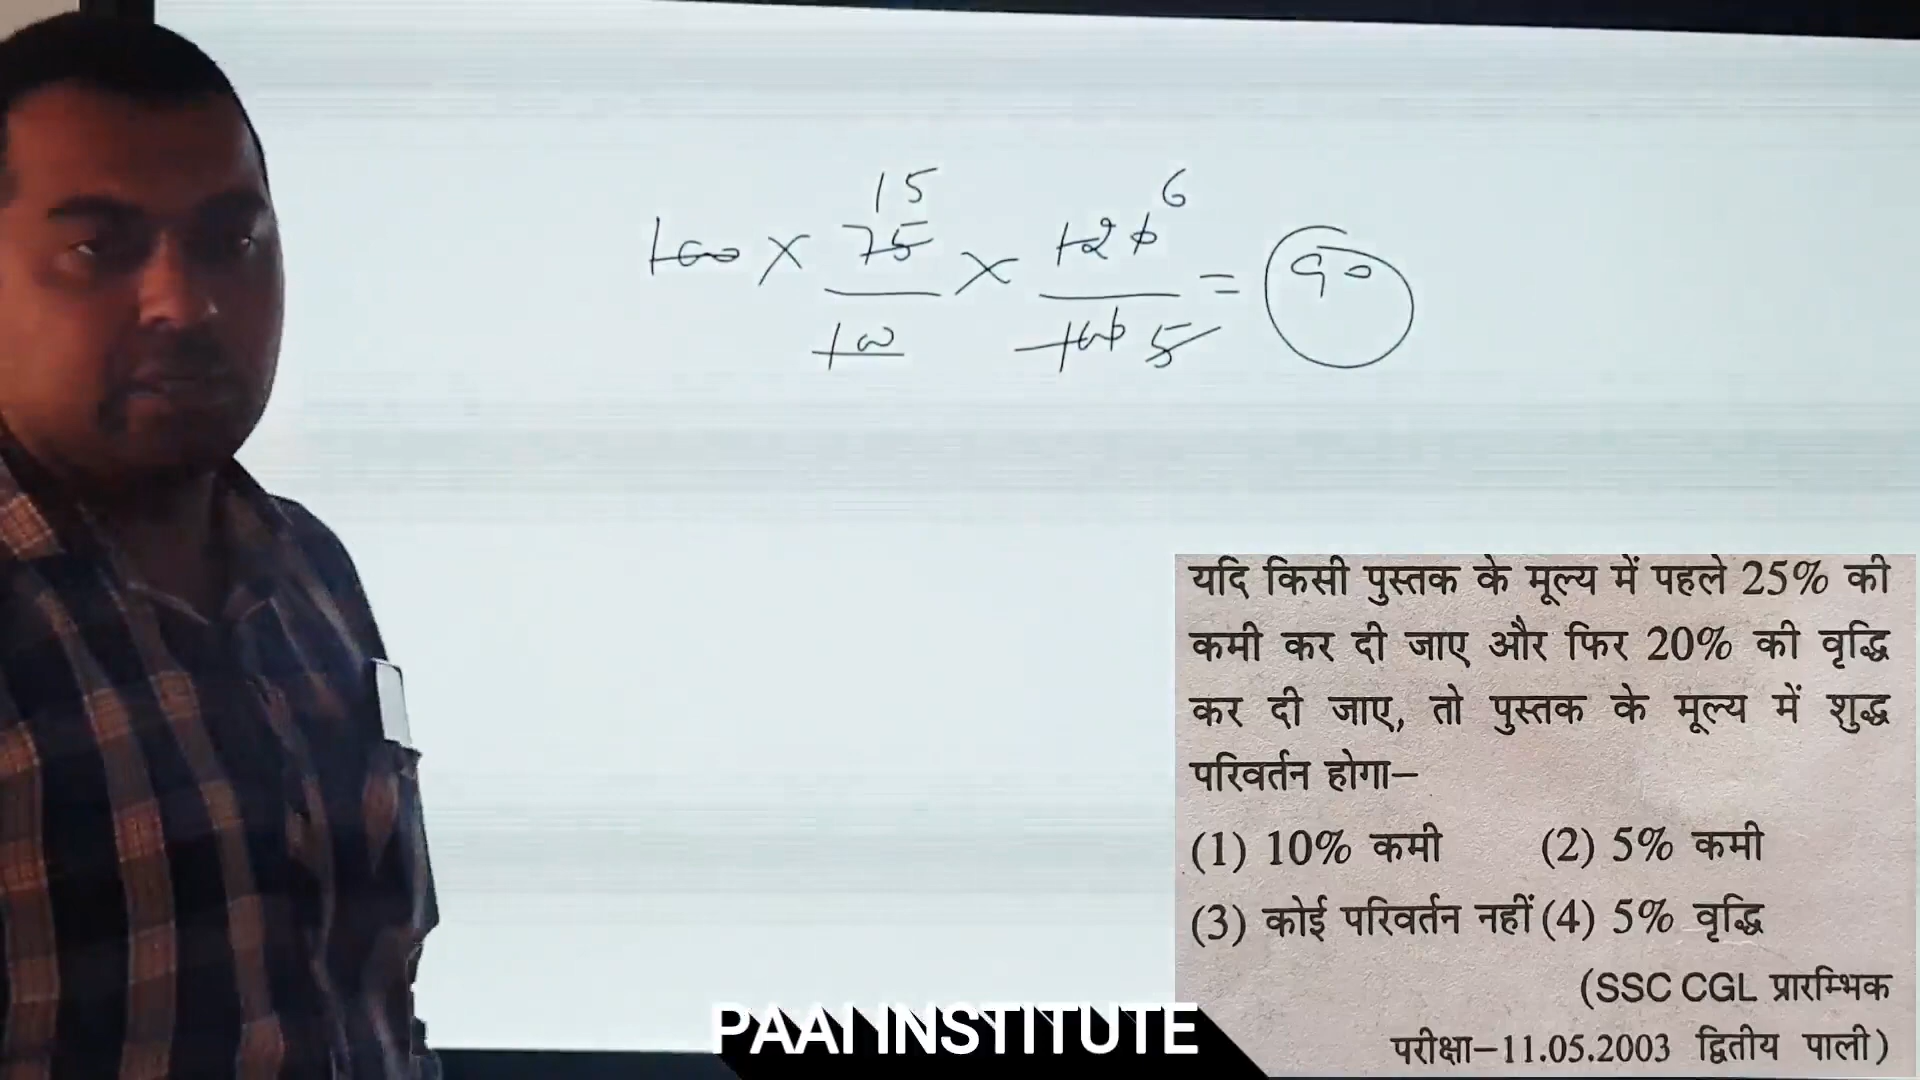 100 × 75/100 × 120/100 = 90
15 6
5
यदि किसी पुस्तक के मूल्य में पहले 25% की
कमी कर दी जाए और फिर 20% की वृद्धि
कर दी जाए, तो पुस्तक के मूल्य में शुद्ध
परिवर्तन होगा–
(1) 10% कमी (2) 5% कमी
(3) कोई परिवर्तन नहीं (4) 5% वृद्धि
(SSC CGL प्रारम्भिक
परीक्षा–11.05.2003 द्वितीय पाली)
PAAI INSTITUTE